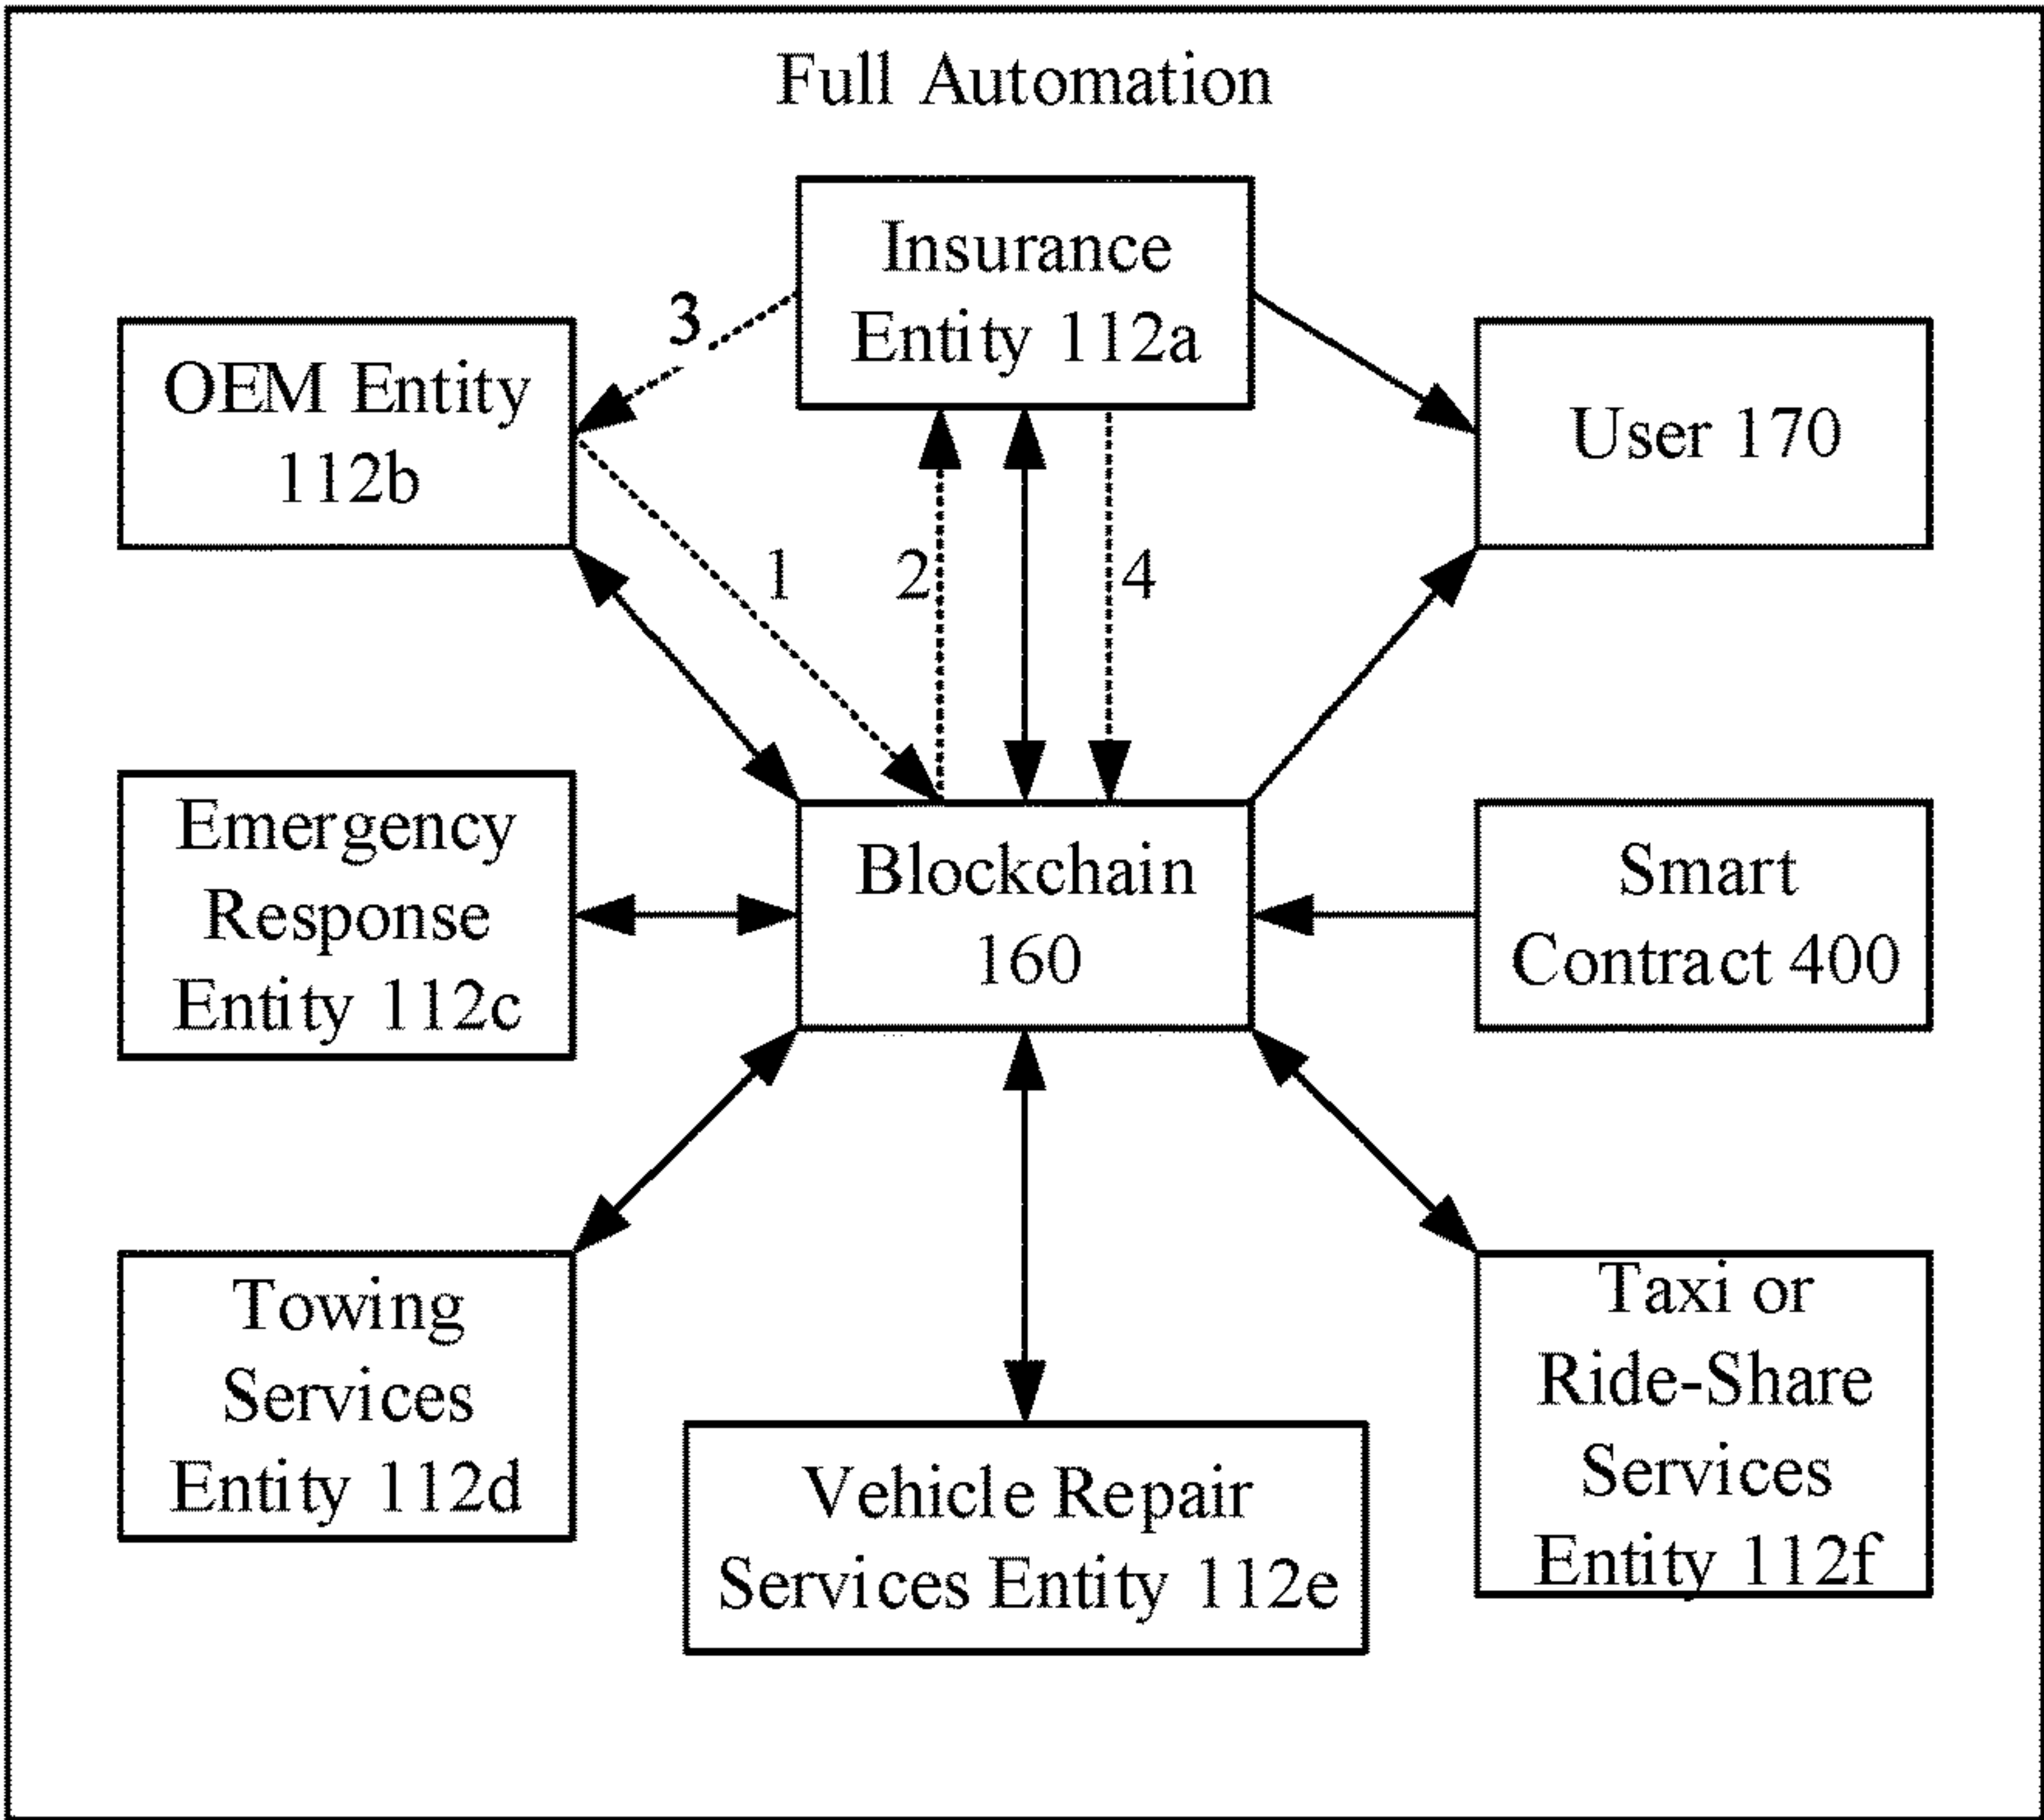 Full Automation
Insurance
Entity 112a
3
OEM Entity
112b
User 170
1
2
4
Emergency
Response
Entity 112c
Blockchain
160
Smart
Contract 400
Towing
Services
Entity 112d
Vehicle Repair
Services Entity 112e
Taxi or
Ride-Share
Services
Entity 112f